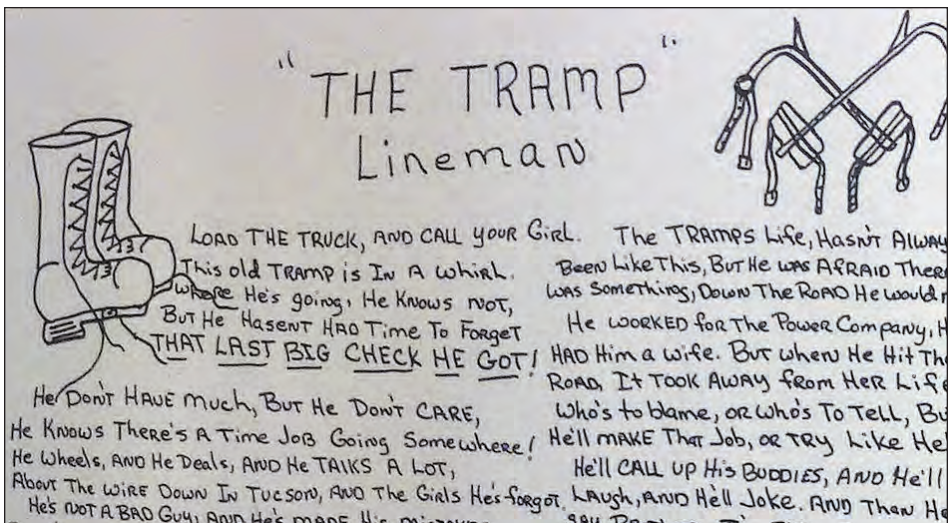 "THE TRAMP"
Lineman
LOAD THE TRUCK, AND CALL YOUR GIRL.
This old TRAMP is IN A Whirl.
Where He's going, He Knows NOT,
BUT He HASENT HAD Time To Forget
THAT LAST BIG CHECK HE GOT!
He DON'T HAVE much, BUT He DON'T CARE,
He Knows There's A Time JOB Going Somewhere!
He Wheels, AND He Deals, AND He TALKS A LOT,
About The WIRE DOWN IN TUCSON, AND The Girls He's forgot.
He's NOT A BAD Guy, AND He's MADE His
The TRAMPS Life, HASN'T
Been Like This, BUT He WAS AFRAID
WAS SOMEThing, DOWN The ROAD He
He WORKED for The Power Company,
HAD Him a wife. BUT when He Hit
ROAD, IT TOOK AWAY from Her
Who's to blame, OR Who's To Tell,
He'll MAKE That Job, OR TRY Like
He'll CALL UP His BUDDIES, AND He'll
LAUgh, AND He'll Joke. AND Than